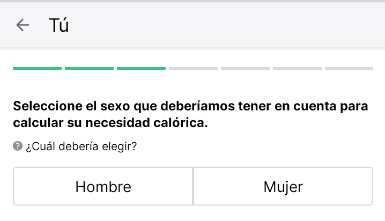 Tú
Seleccione el sexo que deberíamos tener en cuenta para
calcular su necesidad calórica.
¿Cuál debería elegir?
Hombre
Mujer